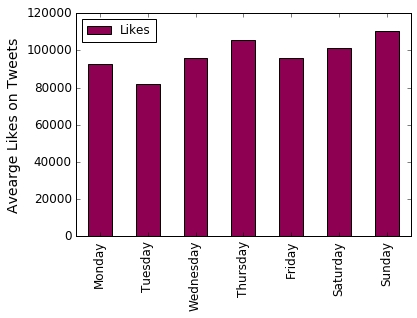 120000
Likes
100000
80000
60000
40000
20000
0
Avearge Likes on Tweets
Monday
Tuesday
Wednesday
Thursday
Friday
Saturday
Sunday